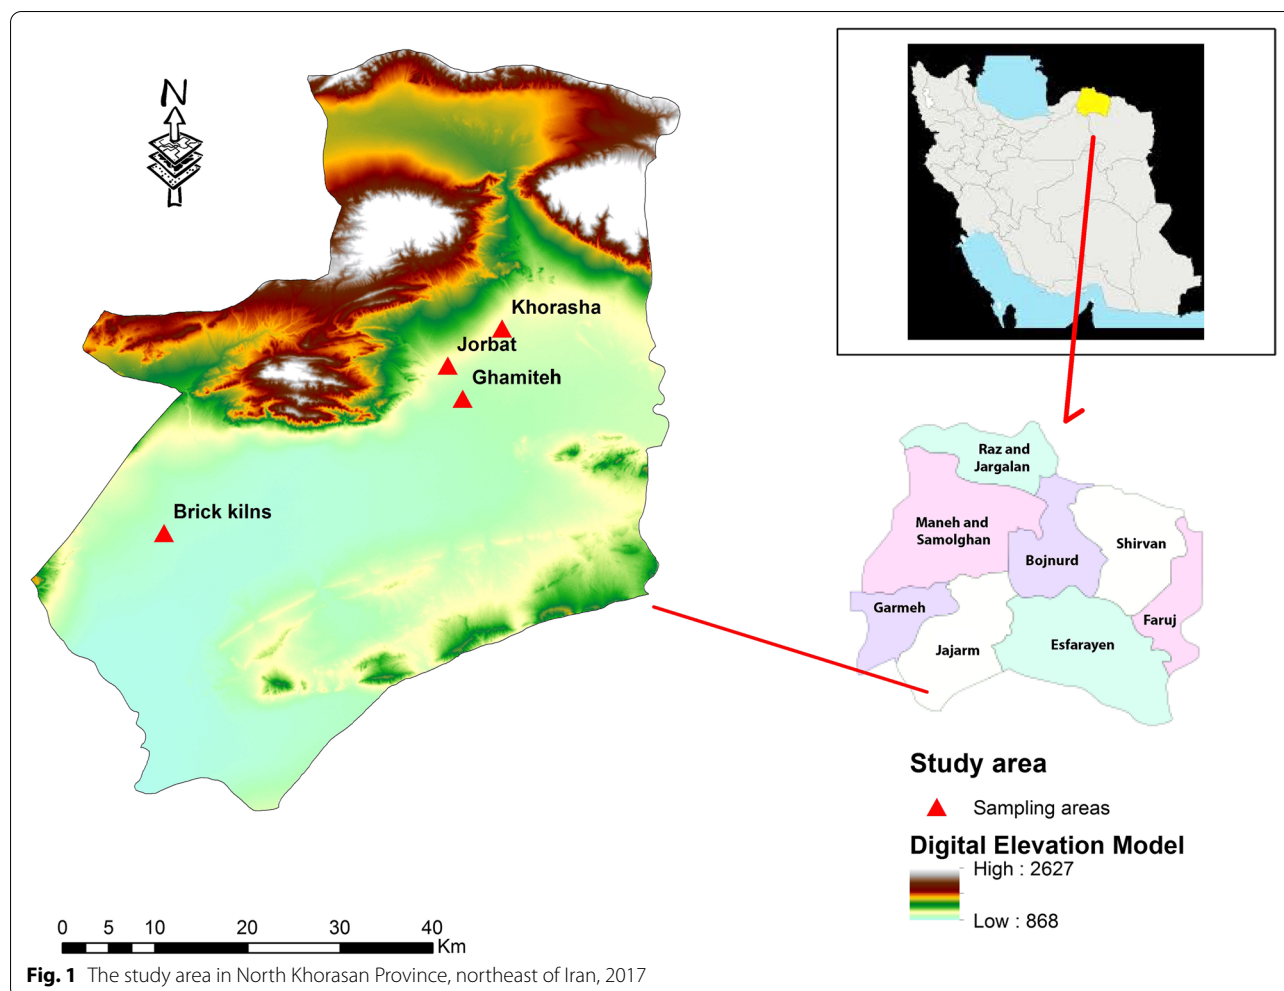 N
Khorasha
Jorbat
Ghamiteh
Brick kilns
Raz and
Jargalan
Maneh and
Samolghan
Shirvan
Bojnurd
Garmeh
Faruj
Jajarm
Esfarayen
Study area
Sampling areas
Digital Elevation Model
High : 2627
Low : 868
0 5 10 20 30 40
Km
Fig. 1 The study area in North Khorasan Province, northeast of Iran, 2017